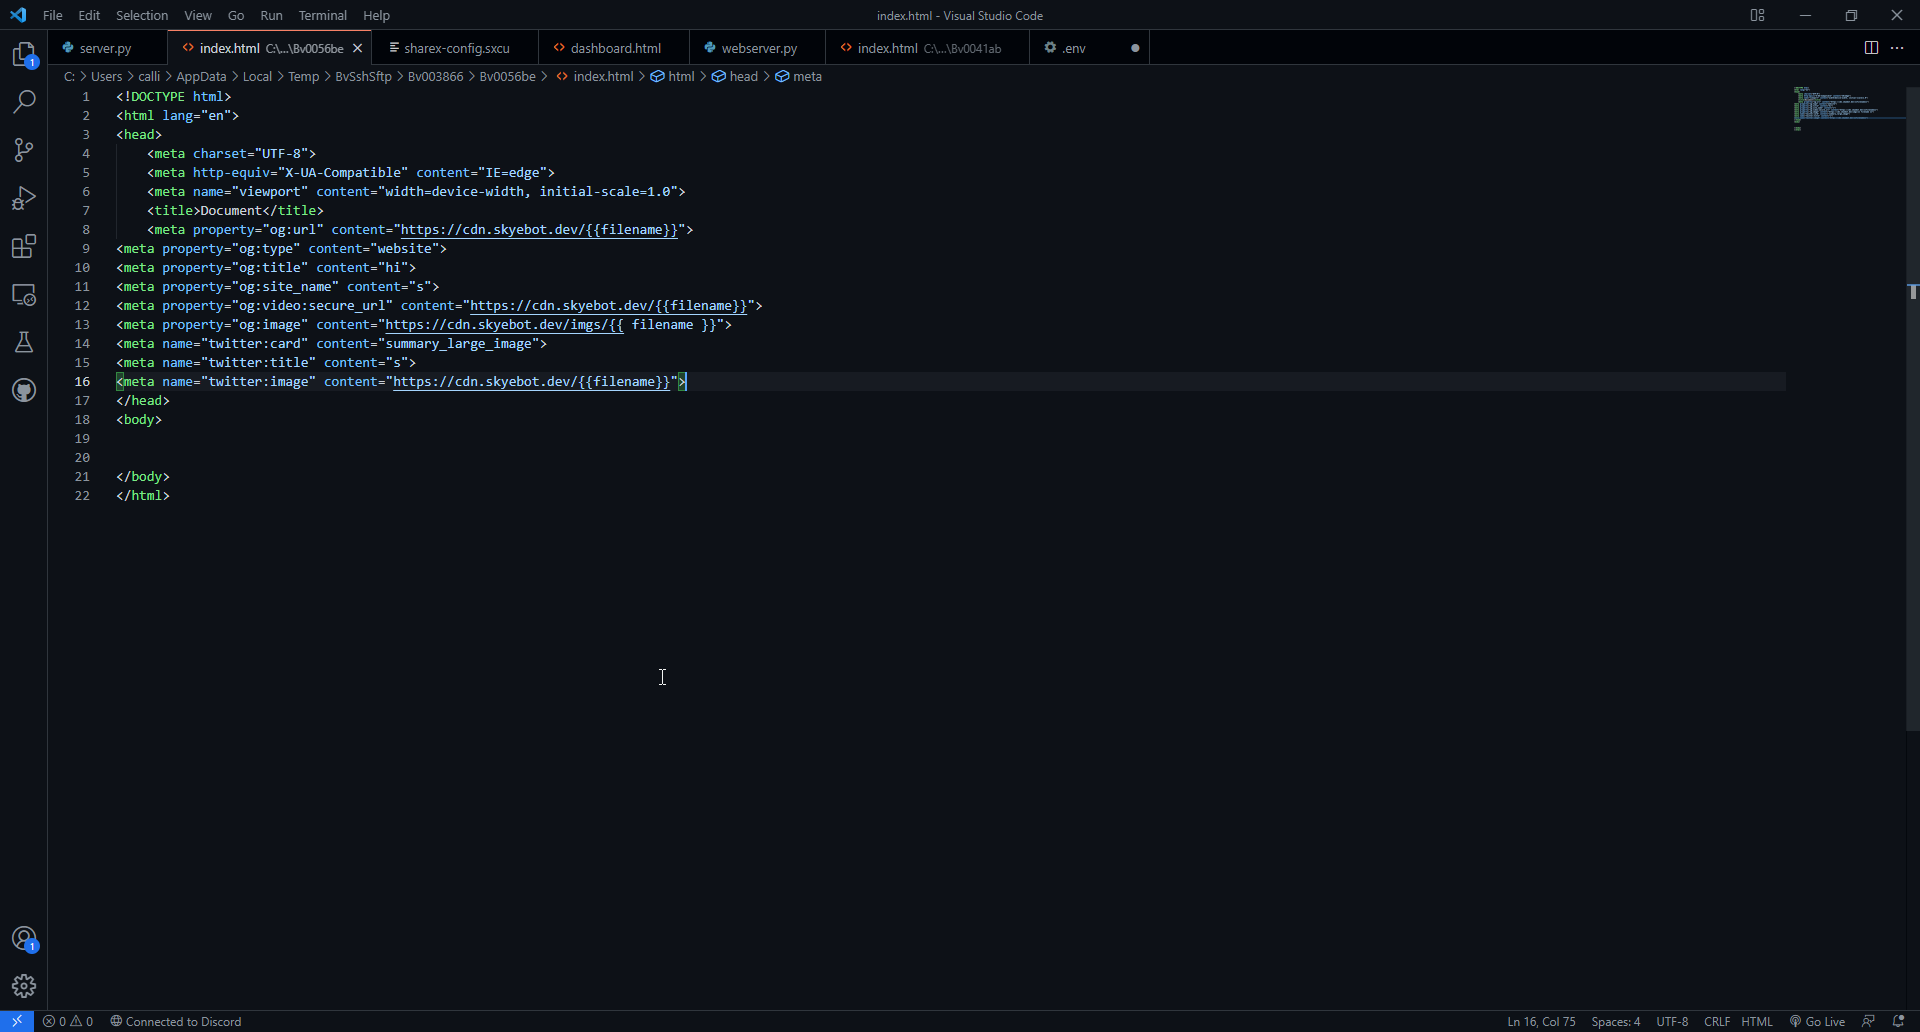 File Edit Selection View Go Run Terminal Help index.html - Visual Studio Code
server.py index.html C:\...\Bv0056be sharex-config.sxcu dashboard.html webserver.py index.html C:\...\Bv0041ab .env
C: > Users > calli > AppData > Local > Temp > BvSshSftp > Bv003866 > Bv0056be > index.html > html > head > meta
1 <!DOCTYPE html>
2 <html lang="en">
3 <head>
4 <meta charset="UTF-8">
5 <meta http-equiv="X-UA-Compatible" content="IE=edge">
6 <meta name="viewport" content="width=device-width, initial-scale=1.0">
7 <title>Document</title>
8 <meta property="og:url" content="https://cdn.skyebot.dev/{{filename}}">
9 <meta property="og:type" content="website">
10 <meta property="og:title" content="hi">
11 <meta property="og:site_name" content="s">
12 <meta property="og:video:secure_url" content="https://cdn.skyebot.dev/{{filename}}">
13 <meta property="og:image" content="https://cdn.skyebot.dev/imgs/{{ filename }}">
14 <meta name="twitter:card" content="summary_large_image">
15 <meta name="twitter:title" content="s">
16 <meta name="twitter:image" content="https://cdn.skyebot.dev/{{filename}}">
17 </head>
18 <body>
19
20
21 </body>
22 </html>
1
1
0 0 Connected to Discord Ln 16, Col 75 Spaces: 4 UTF-8 CRLF HTML Go Live